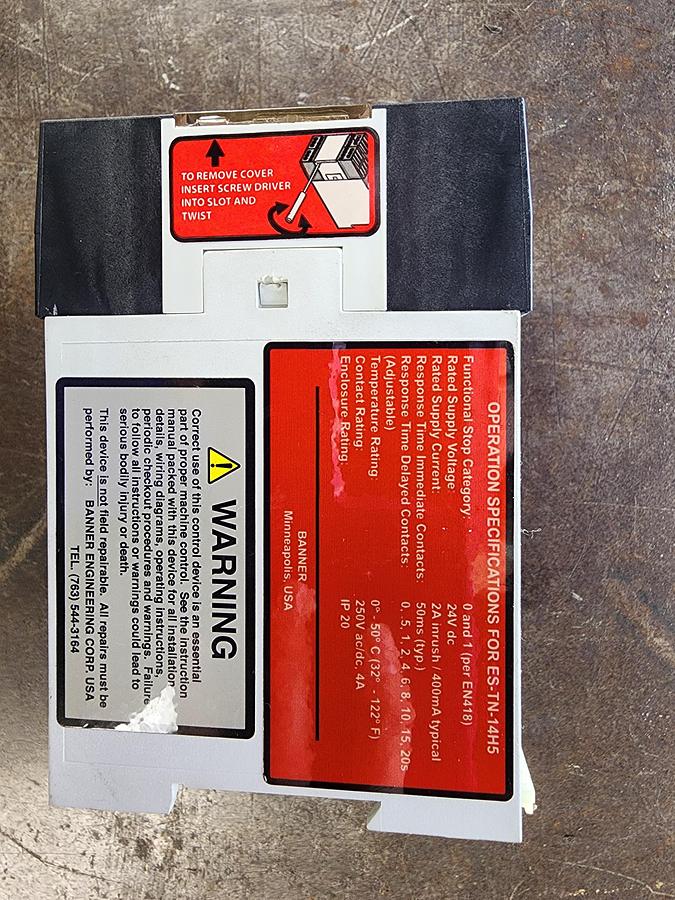 TO REMOVE COVER
INSERT SCREW DRIVER
INTO SLOT AND
TWIST
OPERATION SPECIFICATIONS FOR ES-TN-14H5
Functional Stop Category: 0 and 1 (per EN418)
Rated Supply Voltage: 24V dc
Rated Supply Current: 2A inrush / 400mA typical
Response Time Immediate Contacts: 50ms (typ.)
Response Time Delayed Contacts: 0, .5, 1, 2, 4, 6, 8, 10, 15, 20s
(Adjustable)
Temperature Rating: 0° - 50° C (32° - 122° F)
Contact Rating: 250V ac/dc, 4A
Enclosure Rating: IP 20
BANNER
Minneapolis, USA
WARNING
Correct use of this control device is an essential
part of proper machine control. See the instruction
manual packed with this device for all installation
details, wiring diagrams, operating instructions,
periodic checkout procedures and warnings. Failure
to follow all instructions or warnings could lead to
serious bodily injury or death.
This device is not field repairable. All repairs must be
performed by: BANNER ENGINEERING CORP. USA
TEL. (763) 544-3164